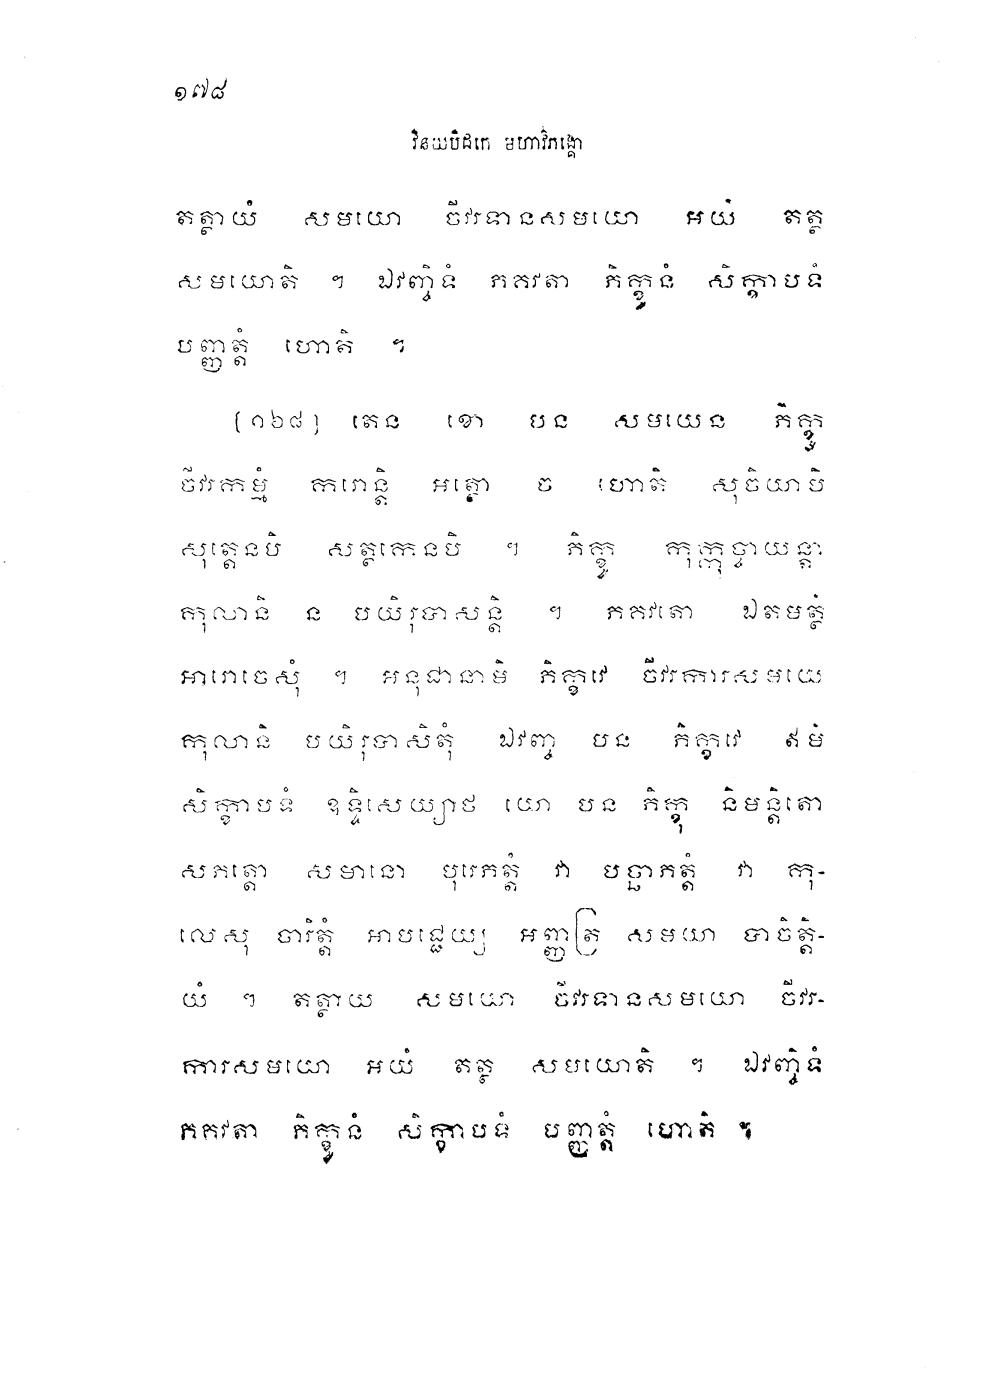 ១៧៨
វិនយបិដកេ មហាវិភង្គោ
តត្ថាយំ សមយោ ចីវរទានសមយោ អយំ តត្ថ
សមយោតិ ។ ឯវញ្ចិទំ ភគវតា ភិក្ខូនំ សិក្ខាបទំ
បញ្ញត្តំ ហោតិ ។
[១៦៨] តេន ខោ បន សមយេន ភិក្ខូ
ចីវរកម្មំ ករោន្តិ អត្ថោ ច ហោតិ សុចិយាបិ
សុត្តេនបិ សត្ថកេនបិ ។ ភិក្ខូ កុក្កុច្ចាយន្តា
កុលានិ ន បយិរុបាសន្តិ ។ ភគវតោ ឯតមត្ថំ
អារោចេសុំ ។ អនុជានាមិ ភិក្ខវេ ចីវរការសមយេ
កុលានិ បយិរុបាសិតុំ ឯវញ្ច បន ភិក្ខវេ ឥមំ
សិក្ខាបទំ ឧទ្ទិសេយ្យាថ យោ បន ភិក្ខុ និមន្តិតោ
សភត្តោ សមានោ បុរេភត្តំ វា បច្ឆាភត្តំ វា កុ-
លេសុ ចារិត្តំ អាបជ្ជេយ្យ អញ្ញត្រ សមយា បាចិត្តិ-
យំ ។ តត្ថាយ សមយោ ចីវរទានសមយោ ចីវរ-
ការសមយោ អយំ តត្ថ សមយោតិ ។ ឯវញ្ចិទំ
ភគវតា ភិក្ខូនំ សិក្ខាបទំ បញ្ញត្តំ ហោតិ ។